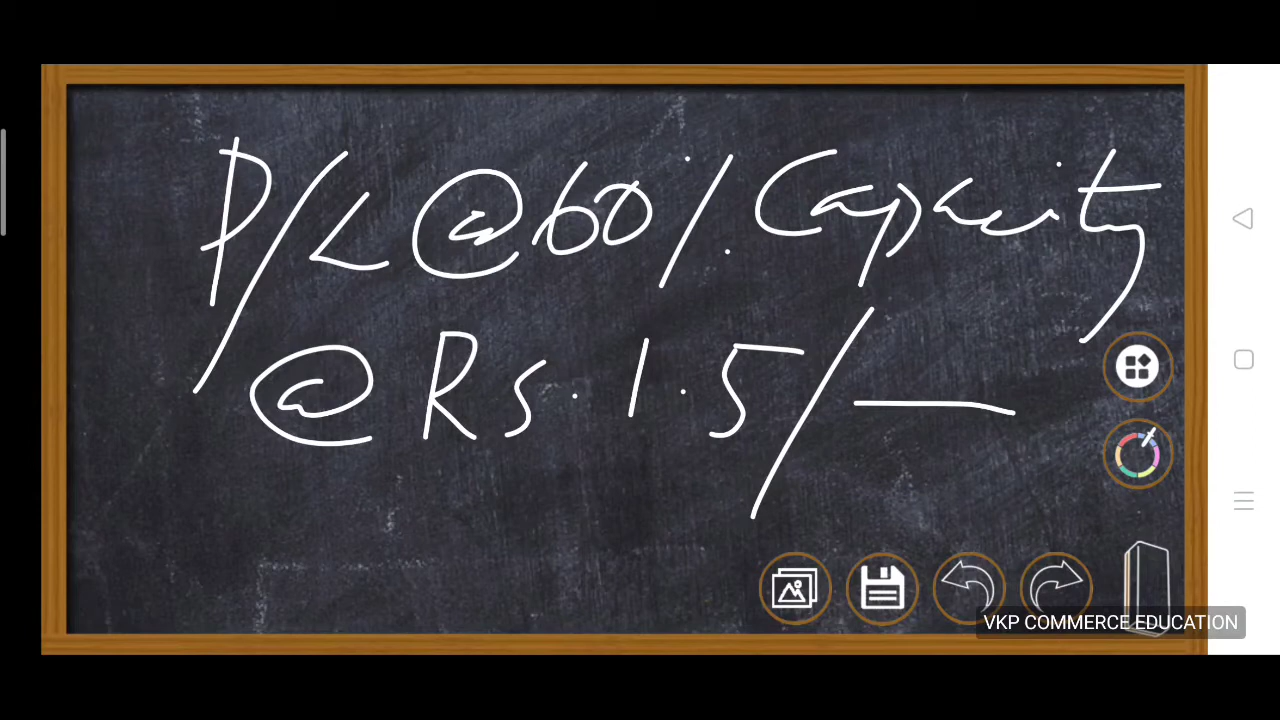 P/L @ 60% Capacity
@ Rs. 1.5/—
VKP COMMERCE EDUCATION